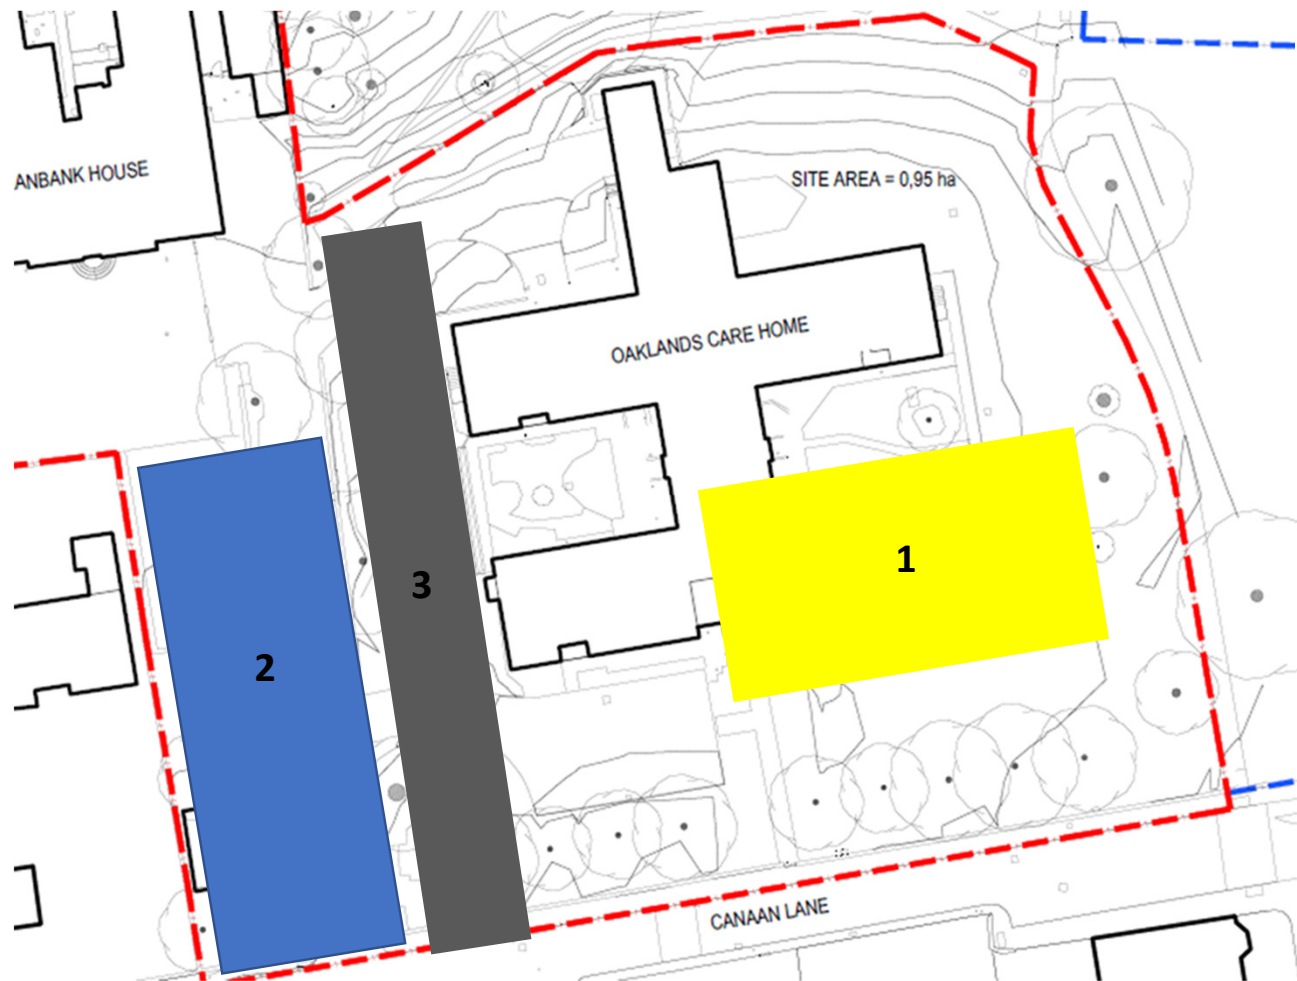 ANBANK HOUSE
SITE AREA = 0,95 ha
OAKLANDS CARE HOME
1
3
2
CANAAN LANE